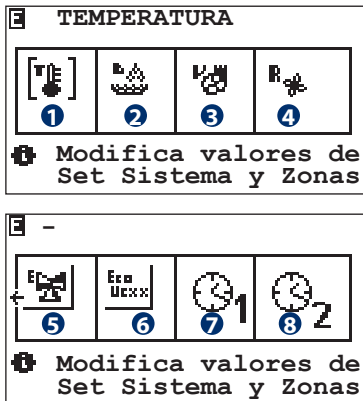 E TEMPERATURA
T
1 2 3 4
R
Modifica valores de
Set Sistema y Zonas
E -
Eco
Ucxx
1 2
5 6 7 8
Modifica valores de
Set Sistema y Zonas